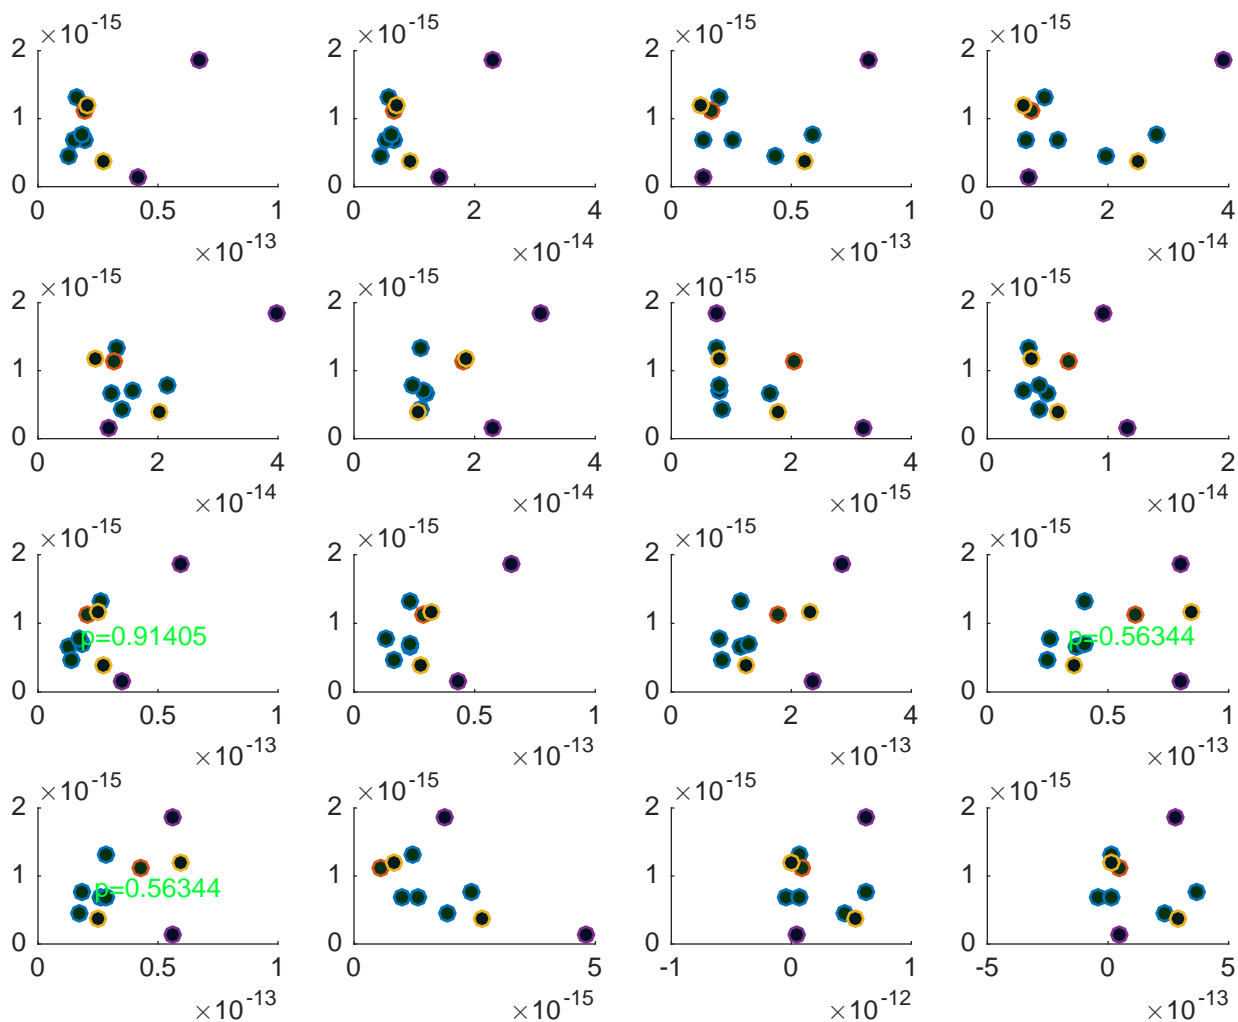 ×10-15 ×10-15 ×10-15 ×10-15
2 2 2 2
1 1 1 1
0 0 0 0
0 0.5 1 0 2 4 0 0.5 1 0 2 4
×10-13 ×10-14 ×10-13 ×10-14
×10-15 ×10-15 ×10-15 ×10-15
2 2 2 2
1 1 1 1
0 0 0 0
0 2 4 0 2 4 0 2 4 0 1 2
×10-14 ×10-14 ×10-15 ×10-14
×10-15 ×10-15 ×10-15 ×10-15
2 2 2 2
1 1 1 1
p=0.91405 p=0.56344
0 0 0 0
0 0.5 1 0 0.5 1 0 2 4 0 0.5 1
×10-13 ×10-13 ×10-13 ×10-13
×10-15 ×10-15 ×10-15 ×10-15
2 2 2 2
1 1 1 1
p=0.56344
0 0 0 0
0 0.5 1 0 5 -1 0 1 -5 0 5
×10-13 ×10-15 ×10-12 ×10-13